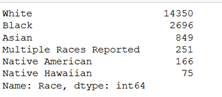 White 14350
Black 2696
Asian 849
Multiple Races Reported 251
Native American 166
Native Hawaiian 75
Name: Race, dtype: int64